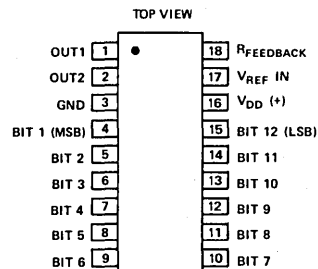 TOP VIEW
OUT1 1 18 RFEEDBACK
OUT2 2 17 VREF IN
GND 3 16 VDD (+)
BIT 1 (MSB) 4 15 BIT 12 (LSB)
BIT 2 5 14 BIT 11
BIT 3 6 13 BIT 10
BIT 4 7 12 BIT 9
BIT 5 8 11 BIT 8
BIT 6 9 10 BIT 7